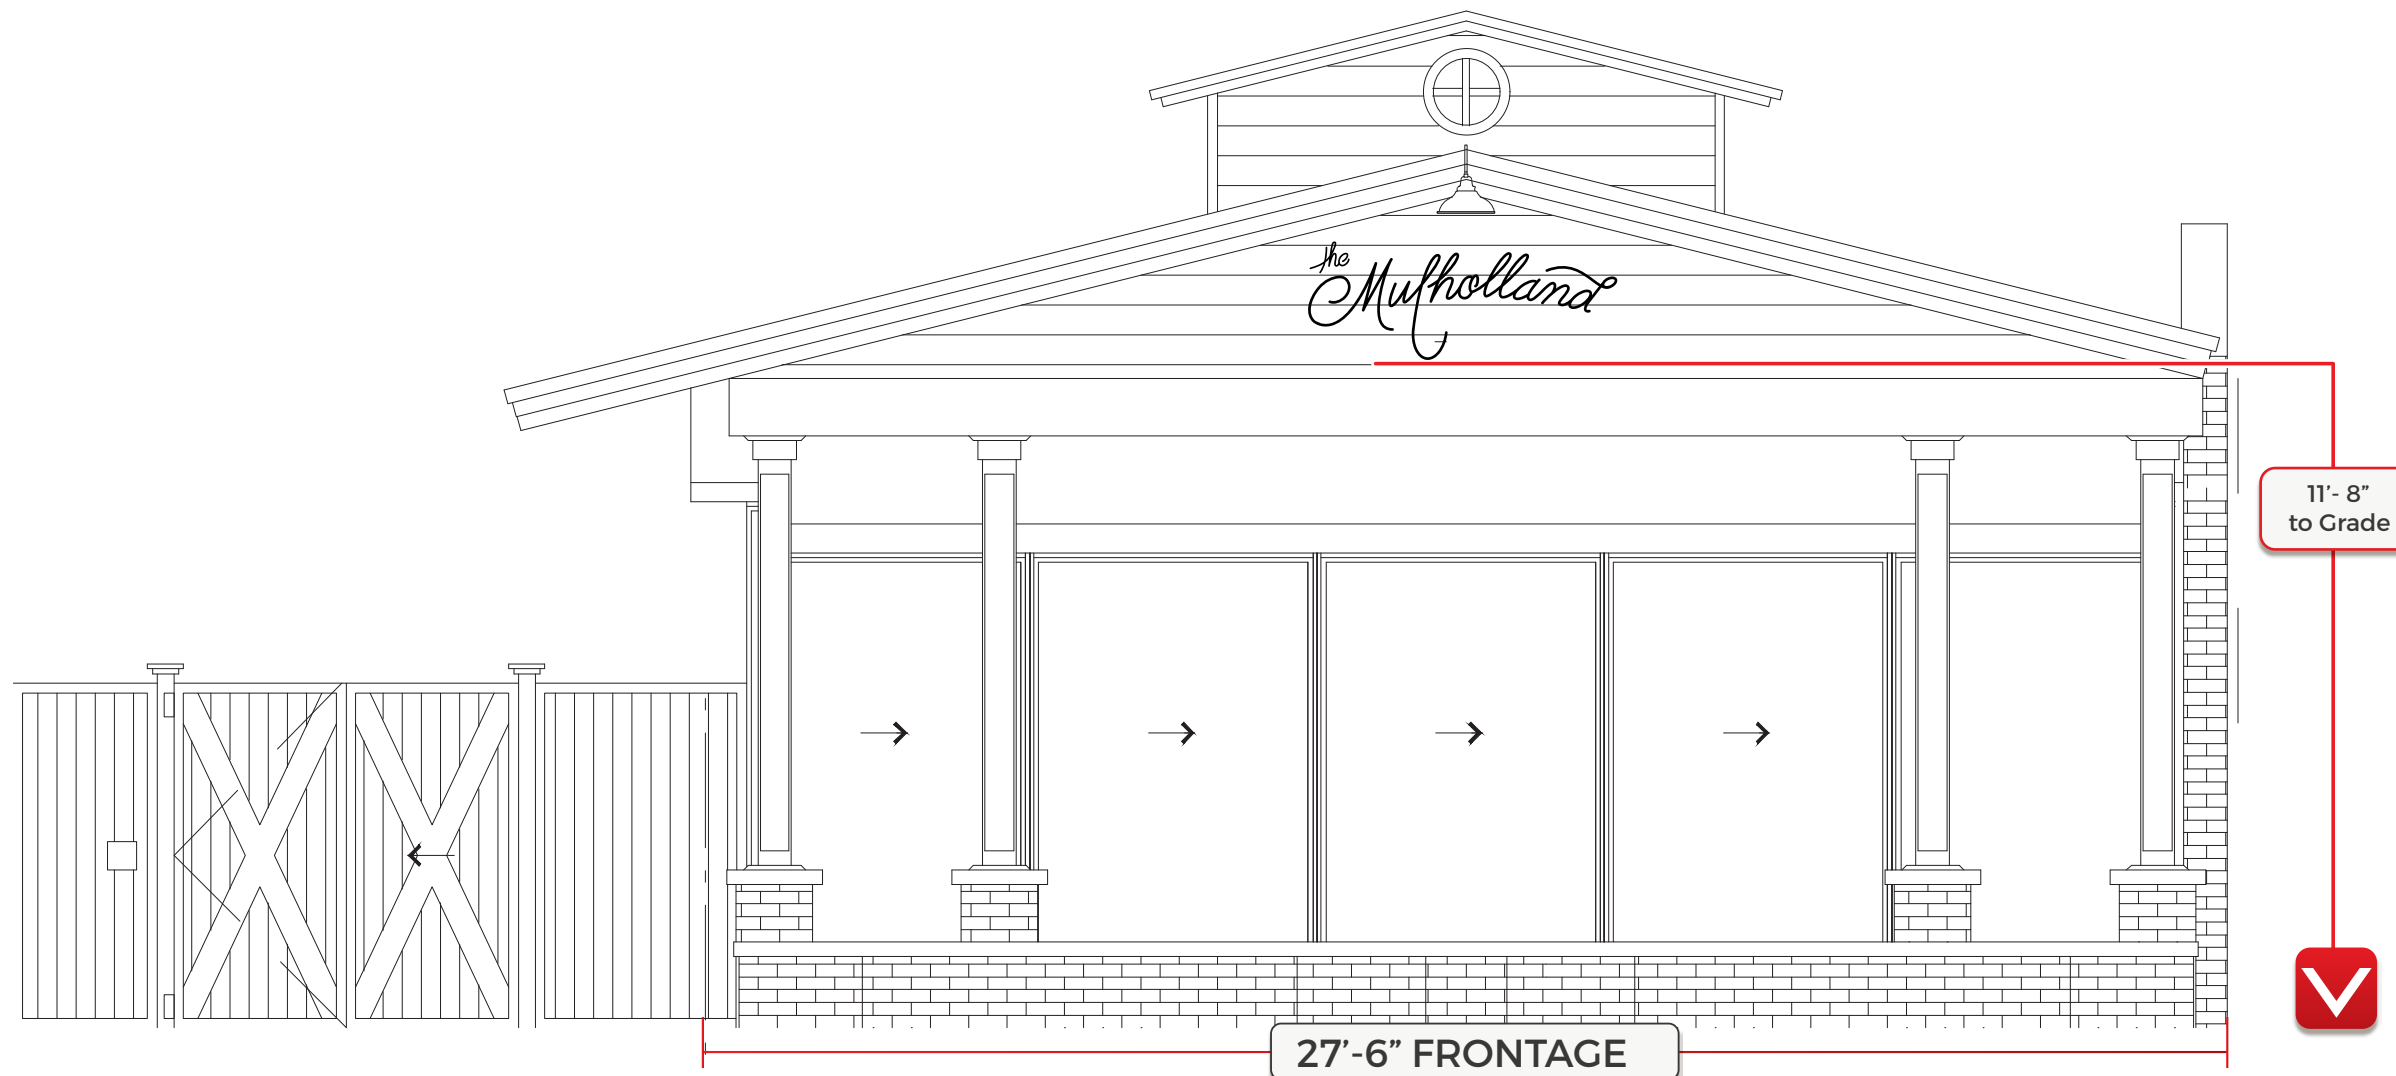 the
Mulholland
11’- 8”
to Grade
27’-6” FRONTAGE